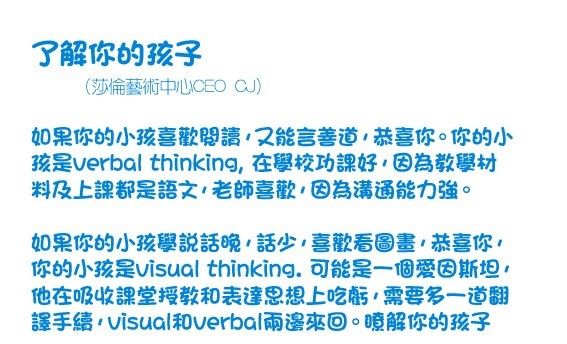 了解你的孩子
（莎倫藝術中心CEO CJ）
如果你的小孩喜歡閱讀，又能言善道，恭喜你。你的小
孩是verbal thinking, 在學校功課好，因為教學材
料及上課都是語文，老師喜歡，因為溝通能力強。
如果你的小孩學説話晚，話少，喜歡看圖畫，恭喜你，
你的小孩是visual thinking. 可能是一個愛因斯坦，
他在吸收課堂授教和表達思想上吃虧，需要多一道翻
譯手續，visual和verbal兩邊來回。瞭解你的孩子